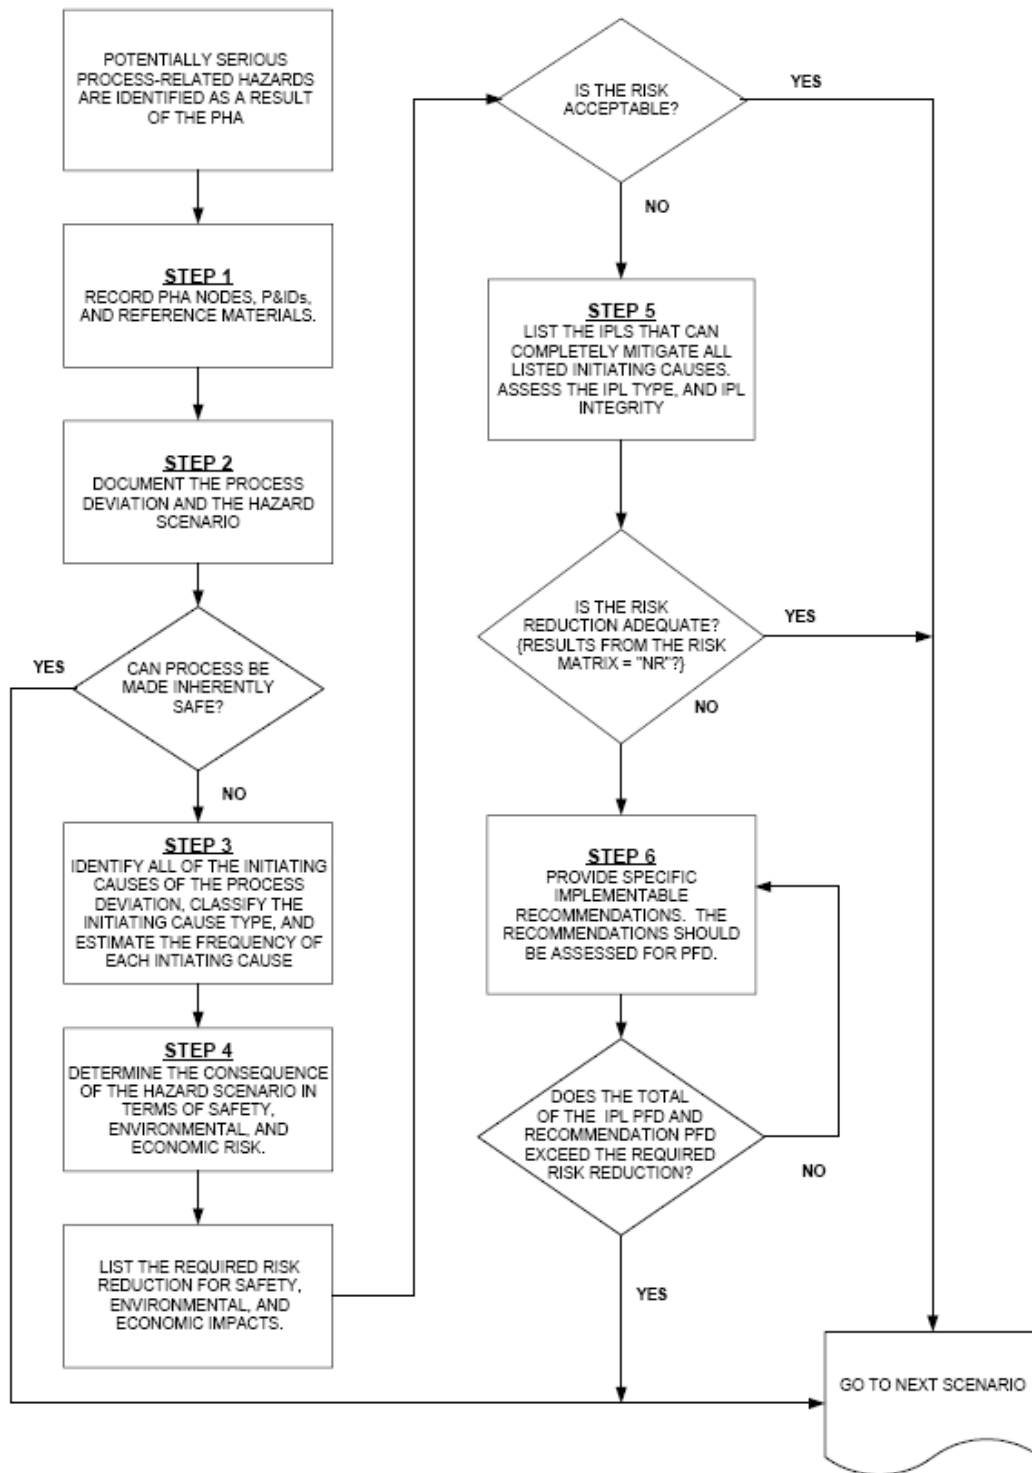 POTENTIALLY SERIOUS
PROCESS-RELATED HAZARDS
ARE IDENTIFIED AS A RESULT
OF THE PHA
STEP 1
RECORD PHA NODES, P&IDs,
AND REFERENCE MATERIALS.
STEP 2
DOCUMENT THE PROCESS
DEVIATION AND THE HAZARD
SCENARIO
YES
CAN PROCESS BE
MADE INHERENTLY
SAFE?
NO
STEP 3
IDENTIFY ALL OF THE INITIATING
CAUSES OF THE PROCESS
DEVIATION, CLASSIFY THE
INITIATING CAUSE TYPE, AND
ESTIMATE THE FREQUENCY OF
EACH INTIATING CAUSE
STEP 4
DETERMINE THE CONSEQUENCE
OF THE HAZARD SCENARIO IN
TERMS OF SAFETY,
ENVIRONMENTAL, AND
ECONOMIC RISK.
LIST THE REQUIRED RISK
REDUCTION FOR SAFETY,
ENVIRONMENTAL, AND
ECONOMIC IMPACTS.
IS THE RISK
ACCEPTABLE?
YES
NO
STEP 5
LIST THE IPLS THAT CAN
COMPLETELY MITIGATE ALL
LISTED INITIATING CAUSES.
ASSESS THE IPL TYPE, AND IPL
INTEGRITY
IS THE RISK
REDUCTION ADEQUATE?
{RESULTS FROM THE RISK
MATRIX = "NR"?}
YES
NO
STEP 6
PROVIDE SPECIFIC
IMPLEMENTABLE
RECOMMENDATIONS. THE
RECOMMENDATIONS SHOULD
BE ASSESSED FOR PFD.
DOES THE TOTAL
OF THE IPL PFD AND
RECOMMENDATION PFD
EXCEED THE REQUIRED
RISK REDUCTION?
NO
YES
GO TO NEXT SCENARIO